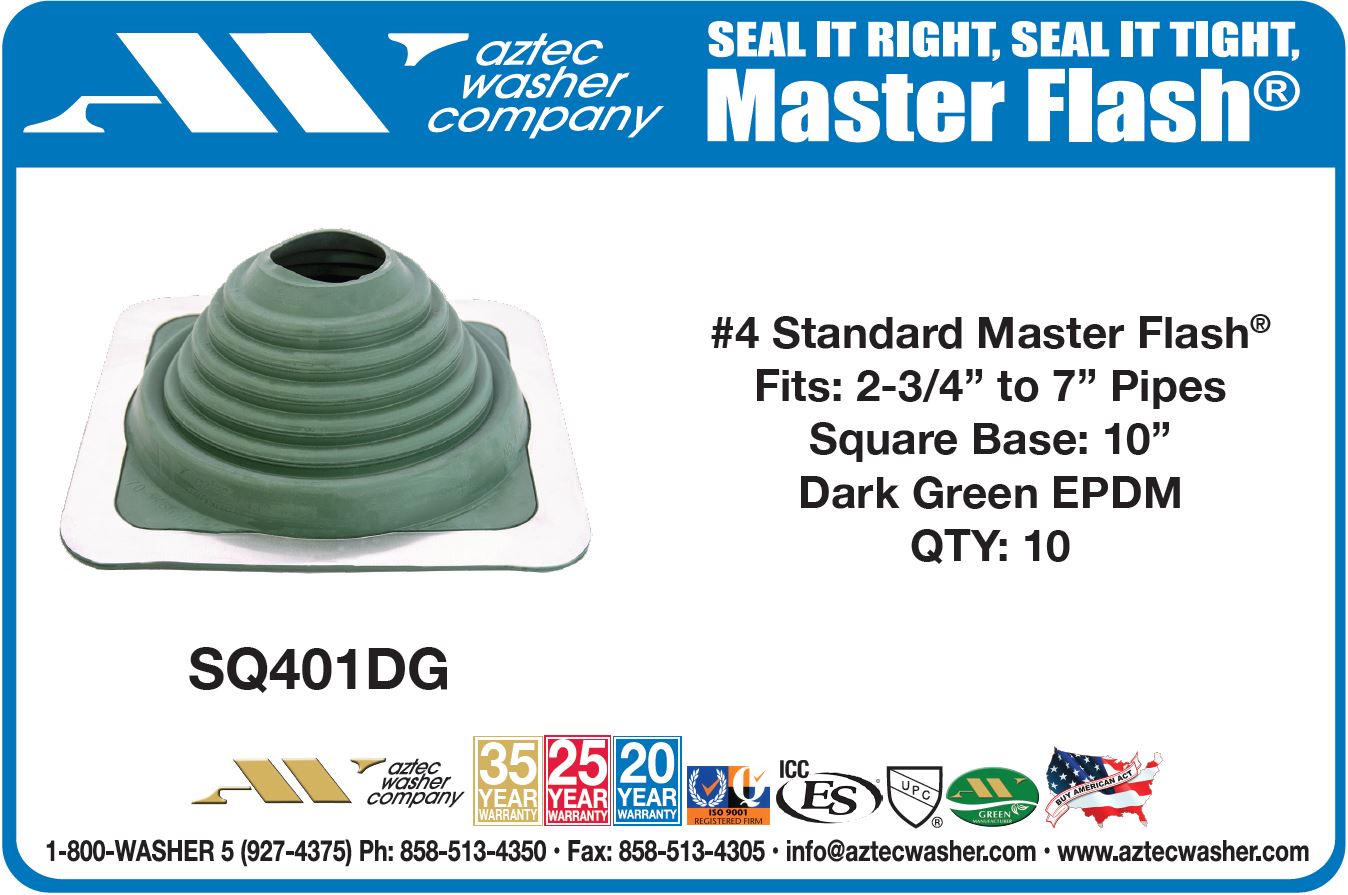 aztec
washer
company
SEAL IT RIGHT, SEAL IT TIGHT,
Master Flash®
#4 Standard Master Flash®
Fits: 2-3/4” to 7” Pipes
Square Base: 10”
Dark Green EPDM
QTY: 10
SQ401DG
aztec
washer
company
35
YEAR
WARRANTY
25
YEAR
WARRANTY
20
YEAR
WARRANTY
ISO 9001
REGISTERED FIRM
ICC
ES
UPC
®
GREEN
MANUFACTURER
BUY AMERICAN ACT
1-800-WASHER 5 (927-4375) Ph: 858-513-4350 · Fax: 858-513-4305 · info@aztecwasher.com · www.aztecwasher.com